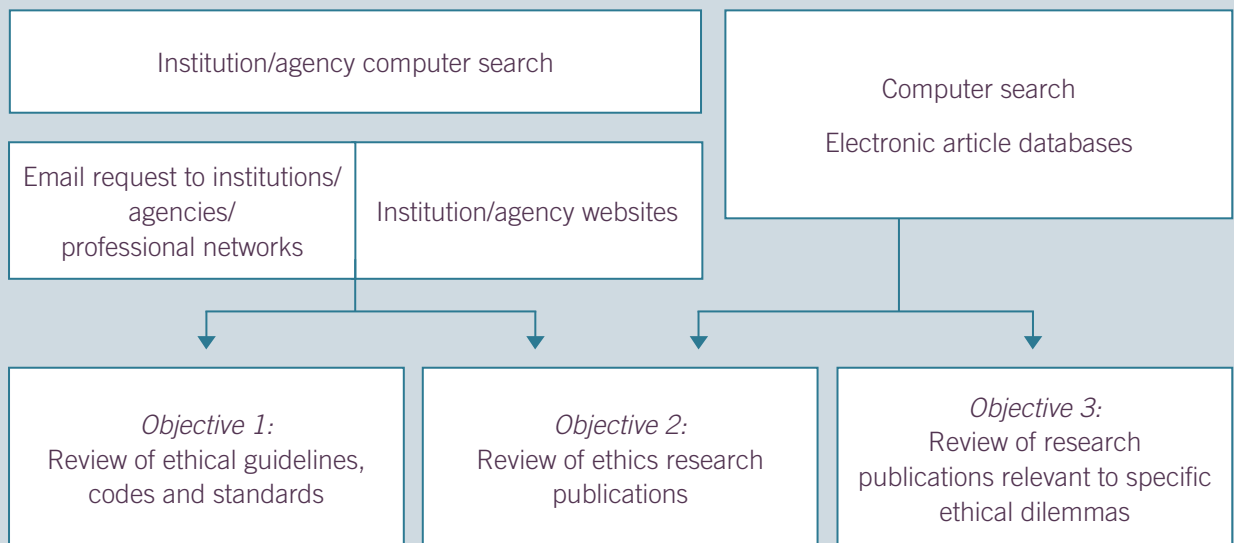 Institution/agency computer search
Computer search
Electronic article databases
Email request to institutions/
agencies/
professional networks
Institution/agency websites
Objective 1:
Review of ethical guidelines,
codes and standards
Objective 2:
Review of ethics research
publications
Objective 3:
Review of research
publications relevant to specific
ethical dilemmas